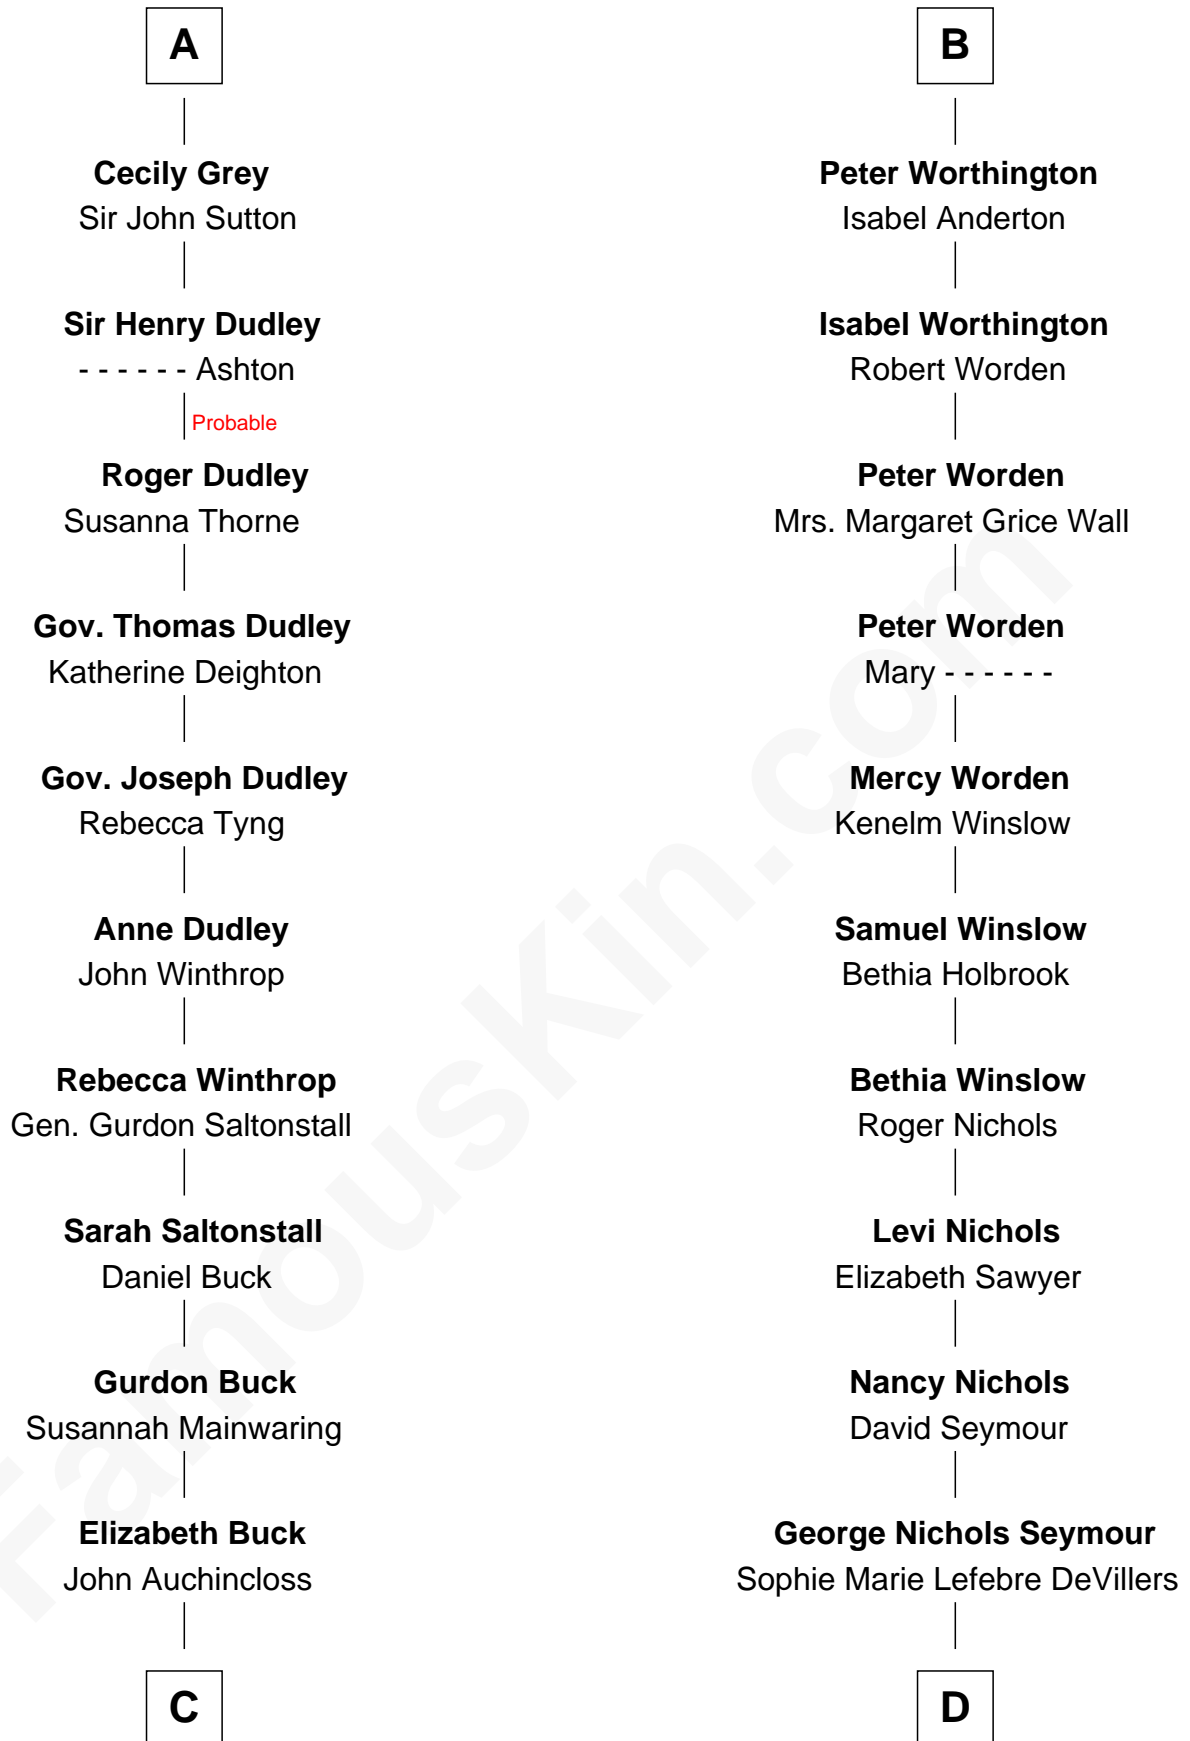 A
Cecily Grey
Sir John Sutton
Sir Henry Dudley
- - - - - - Ashton
Probable
Roger Dudley
Susanna Thorne
Gov. Thomas Dudley
Katherine Deighton
Gov. Joseph Dudley
Rebecca Tyng
Anne Dudley
John Winthrop
Rebecca Winthrop
Gen. Gurdon Saltonstall
Sarah Saltonstall
Daniel Buck
Gurdon Buck
Susannah Mainwaring
Elizabeth Buck
John Auchincloss
C
B
Peter Worthington
Isabel Anderton
Isabel Worthington
Robert Worden
Peter Worden
Mrs. Margaret Grice Wall
Peter Worden
Mary - - - - - -
Mercy Worden
Kenelm Winslow
Samuel Winslow
Bethia Holbrook
Bethia Winslow
Roger Nichols
Levi Nichols
Elizabeth Sawyer
Nancy Nichols
David Seymour
George Nichols Seymour
Sophie Marie Lefebre DeVillers
D
FamousKin.com